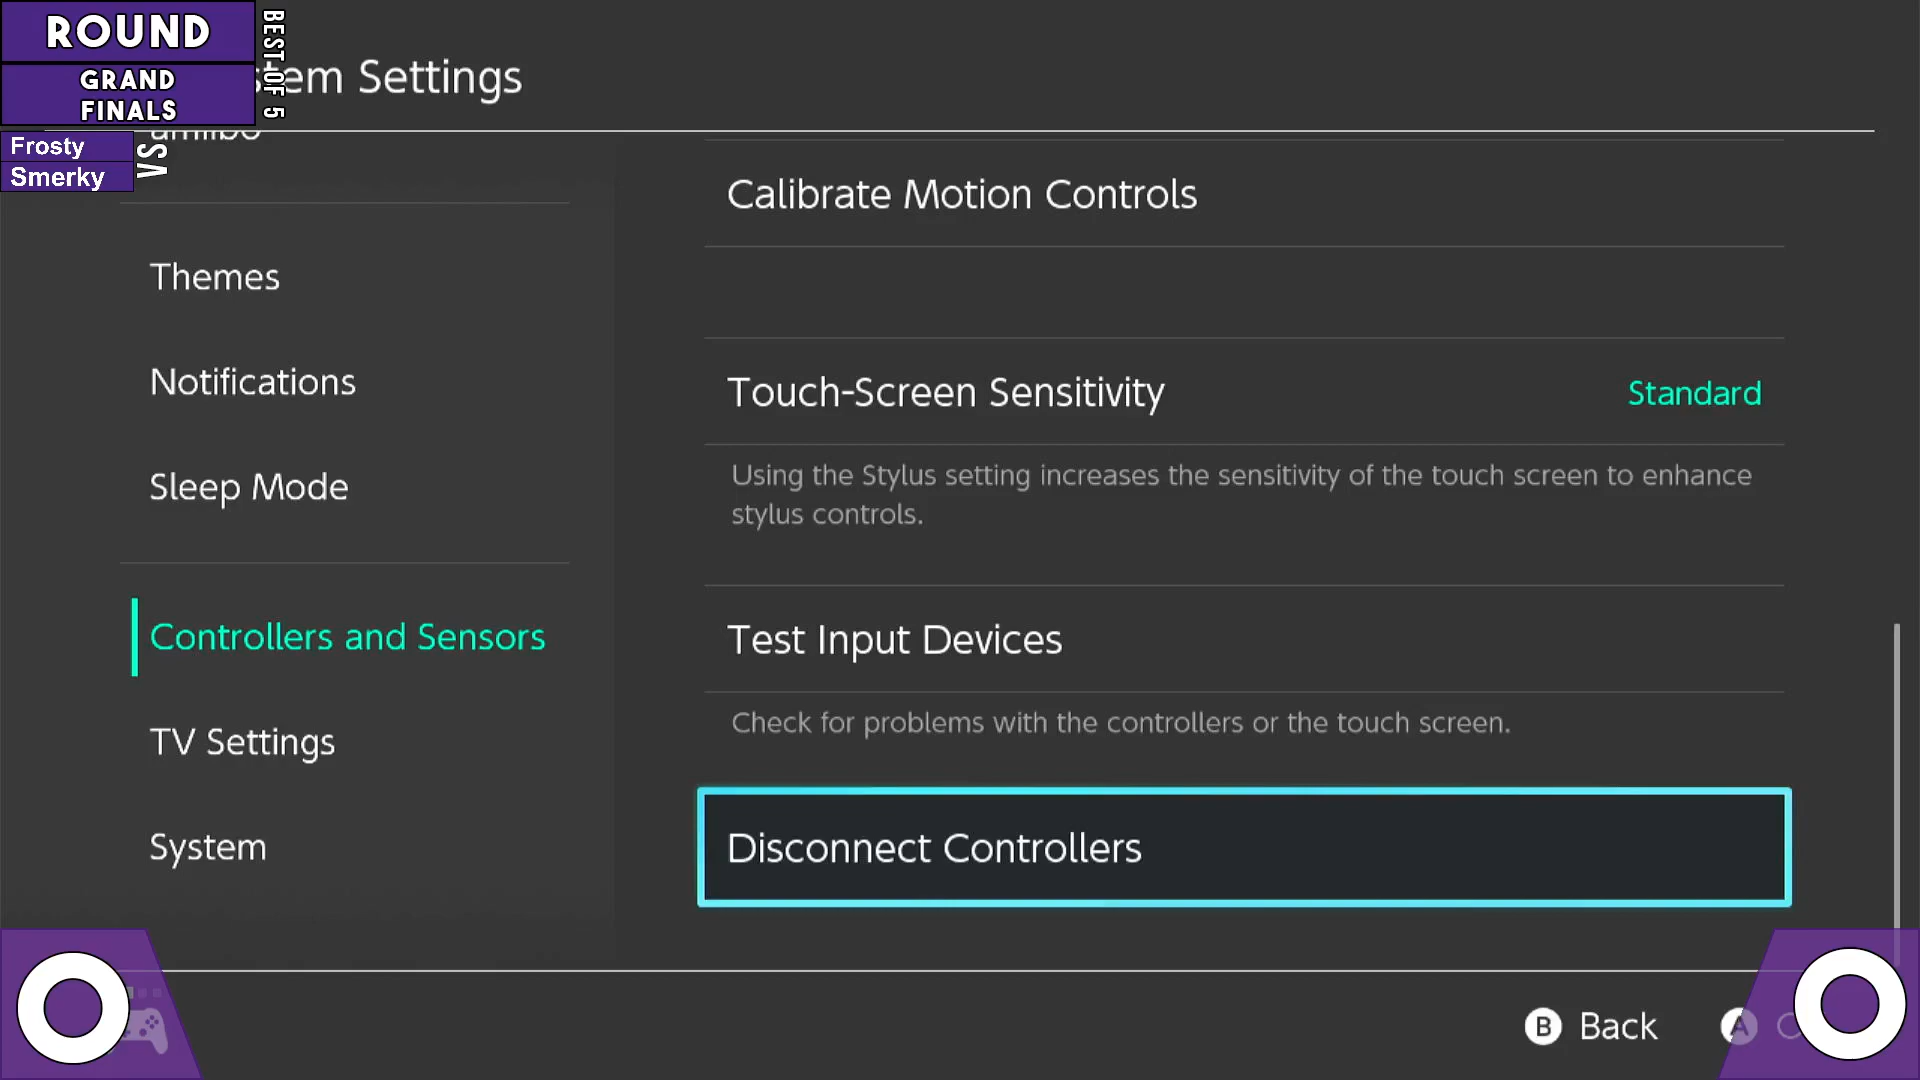 ROUND
GRAND
FINALS
BEST OF 5
stem Settings
amiibo
Frosty
VS
Smerky
Themes
Notifications
Sleep Mode
Controllers and Sensors
TV Settings
System
Calibrate Motion Controls
Touch-Screen Sensitivity
Standard
Using the Stylus setting increases the sensitivity of the touch screen to enhance
stylus controls.
Test Input Devices
Check for problems with the controllers or the touch screen.
Disconnect Controllers
B Back
A